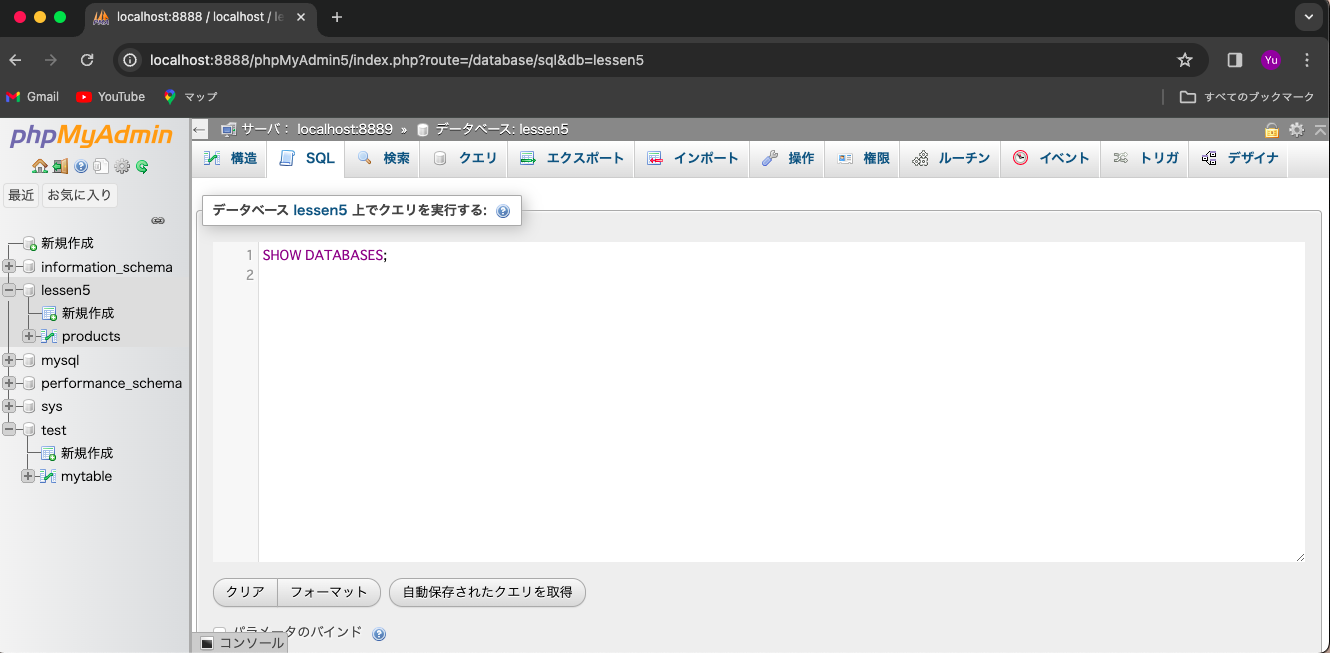 localhost:8888 / localhost / le
localhost:8888/phpMyAdmin5/index.php?route=/database/sql&db=lessen5
Yu
Gmail YouTube マップ すべてのブックマーク
phpMyAdmin
最近 お気に入り
新規作成
information_schema
lessen5
新規作成
products
mysql
performance_schema
sys
test
新規作成
mytable
サーバ: localhost:8889 » データベース: lessen5
構造 SQL 検索 クエリ エクスポート インポート 操作 権限 ルーチン イベント トリガ デザイナ
データベース lessen5 上でクエリを実行する:
1 SHOW DATABASES;
2
クリア フォーマット 自動保存されたクエリを取得
パラメータのバインド
コンソール